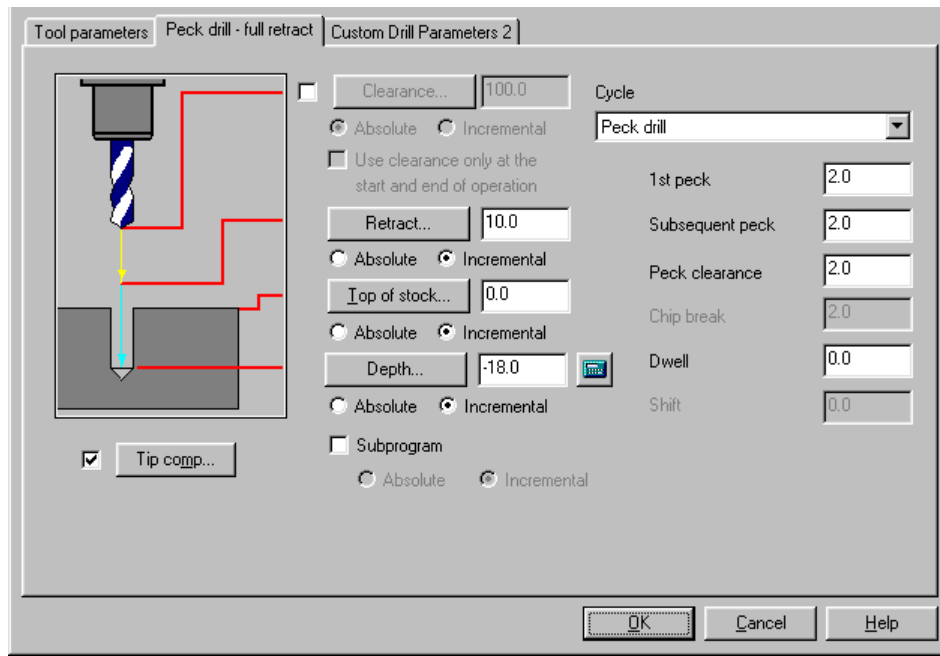 Tool parameters Peck drill - full retract Custom Drill Parameters 2
Clearance... 100.0
Absolute Incremental
Use clearance only at the
start and end of operation
Retract... 10.0
Absolute Incremental
Top of stock... 0.0
Absolute Incremental
Depth... -18.0
Absolute Incremental
Subprogram
Absolute Incremental
Tip comp...
Cycle
Peck drill
1st peck 2.0
Subsequent peck 2.0
Peck clearance 2.0
Chip break 2.0
Dwell 0.0
Shift 0.0
OK Cancel Help